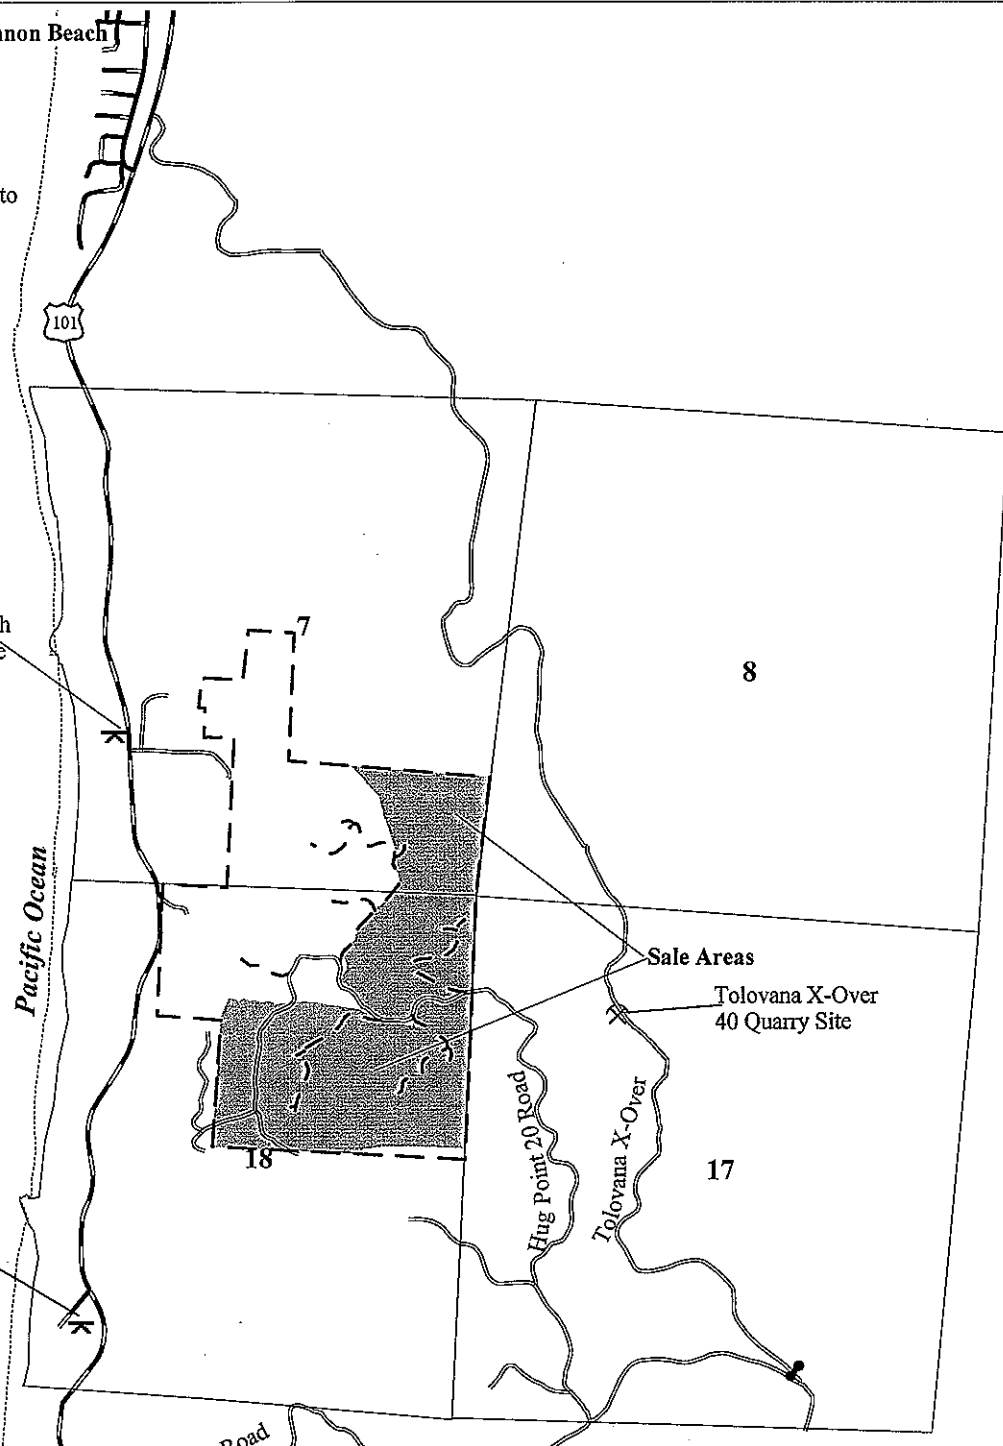 nnon Beach
to
101
h
e
7
8
Pacific Ocean
Sale Areas
Tolovana X-Over
40 Quarry Site
Hug Point 20 Road
Tolovana X-Over
17
18
Road